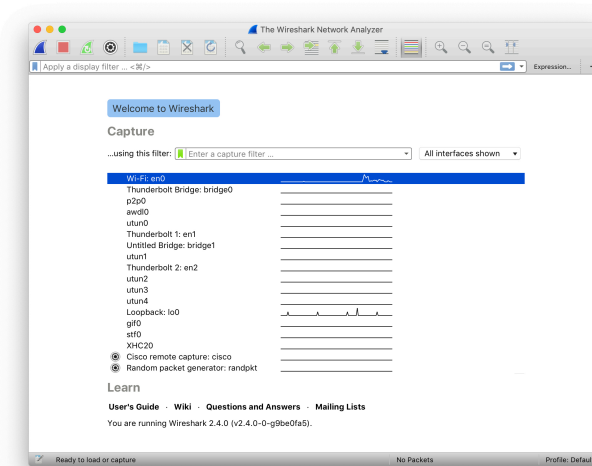 The Wireshark Network Analyzer
Apply a display filter ... <⌘/>
Expression...
Welcome to Wireshark
Capture
...using this filter: Enter a capture filter ... All interfaces shown
Wi-Fi: en0
Thunderbolt Bridge: bridge0
p2p0
awdl0
utun0
Thunderbolt 1: en1
Untitled Bridge: bridge1
utun1
Thunderbolt 2: en2
utun2
utun3
utun4
Loopback: lo0
gif0
stf0
XHC20
Cisco remote capture: cisco
Random packet generator: randpkt
Learn
User's Guide · Wiki · Questions and Answers · Mailing Lists
You are running Wireshark 2.4.0 (v2.4.0-0-g9be0fa5).
Ready to load or capture No Packets Profile: Default